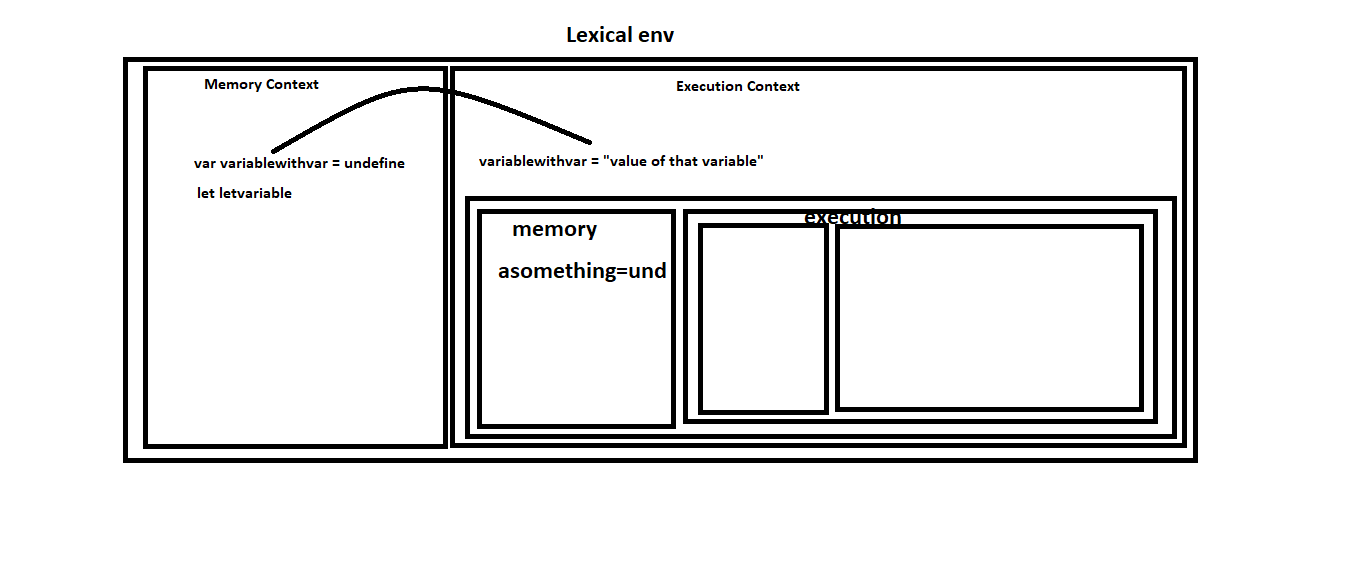 Lexical env
Memory Context
Execution Context
var variablewithvar = undefine
variablewithvar = "value of that variable"
let letvariable
memory
execution
asomething=und